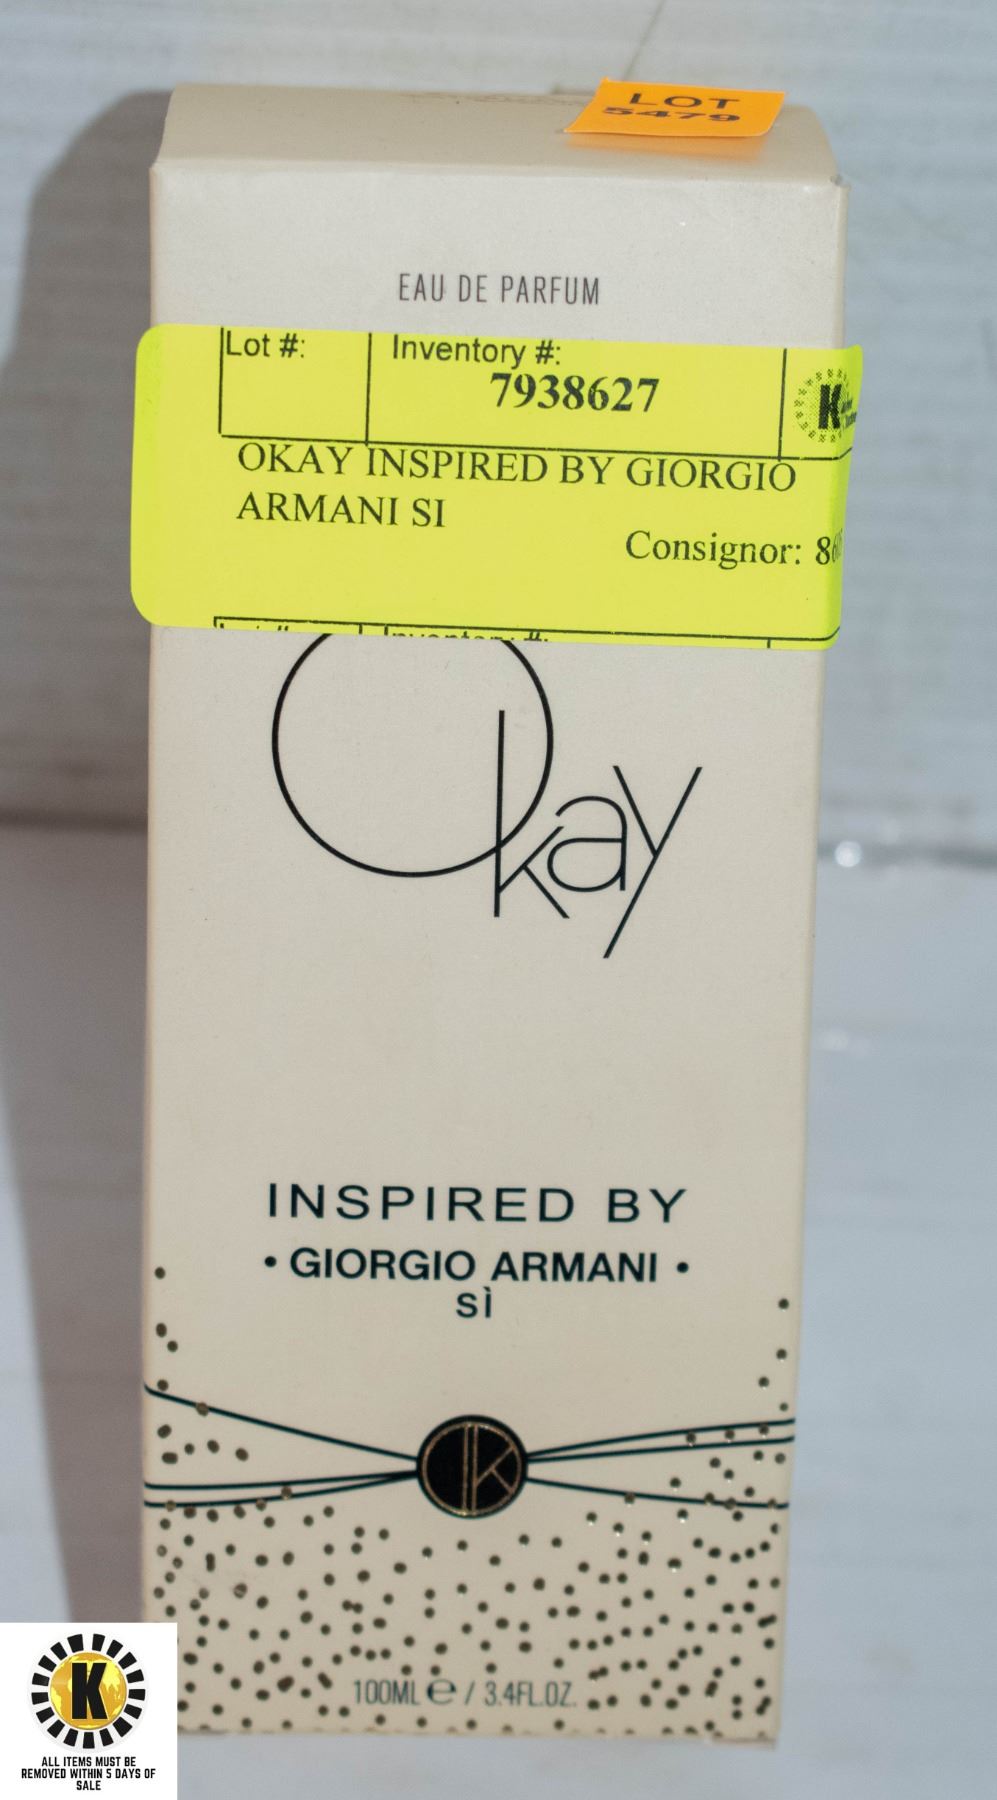 LOT
5479
EAU DE PARFUM
Lot #: Inventory #:
7938627
K
OKAY INSPIRED BY GIORGIO
ARMANI SI
Consignor:
Inventory #:
Okay
INSPIRED BY
• GIORGIO ARMANI •
SÌ
K
100ML e / 3.4FL.OZ.
K
ALL ITEMS MUST BE
REMOVED WITHIN 5 DAYS OF
SALE